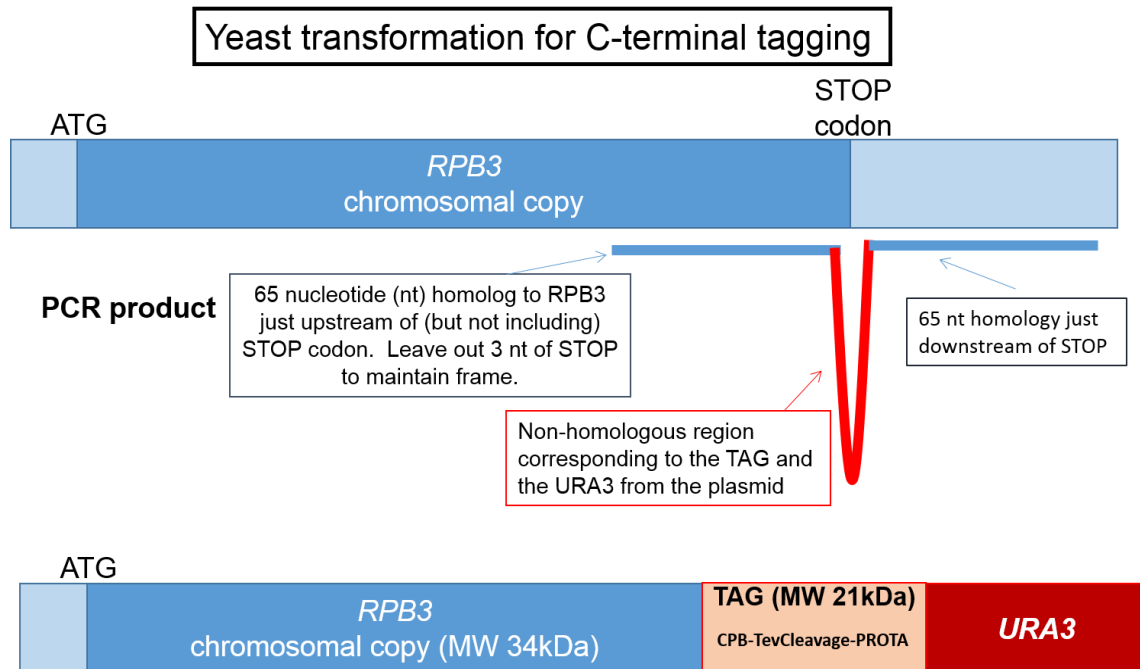 Yeast transformation for C-terminal tagging
STOP
codon
ATG
RPB3
chromosomal copy
PCR product
65 nucleotide (nt) homolog to RPB3
just upstream of (but not including)
STOP codon.  Leave out 3 nt of STOP
to maintain frame.
65 nt homology just
downstream of STOP
Non-homologous region
corresponding to the TAG and
the URA3 from the plasmid
ATG
RPB3
chromosomal copy (MW 34kDa)
TAG (MW 21kDa)
CPB-TevCleavage-PROTA
URA3